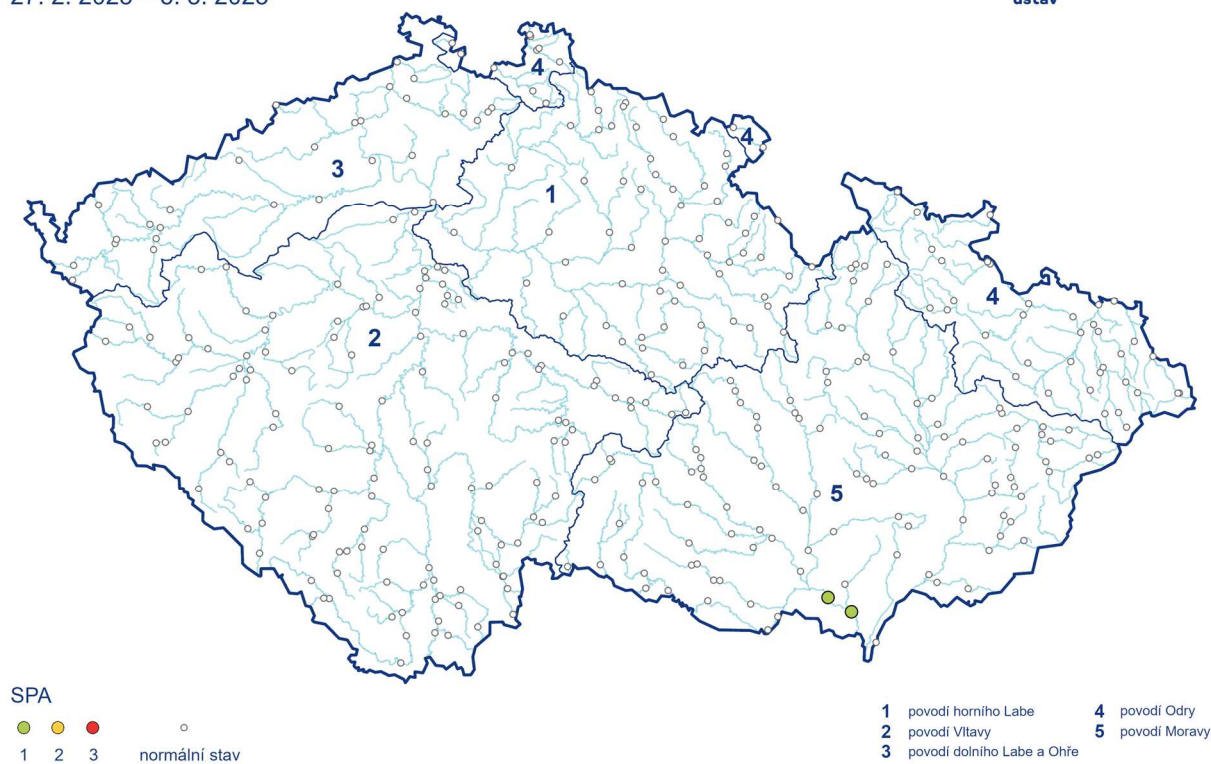 ústav
4
4
3
1
4
2
5
SPA
1 2 3 normální stav
1 povodí horního Labe
2 povodí Vltavy
3 povodí dolního Labe a Ohře
4 povodí Odry
5 povodí Moravy